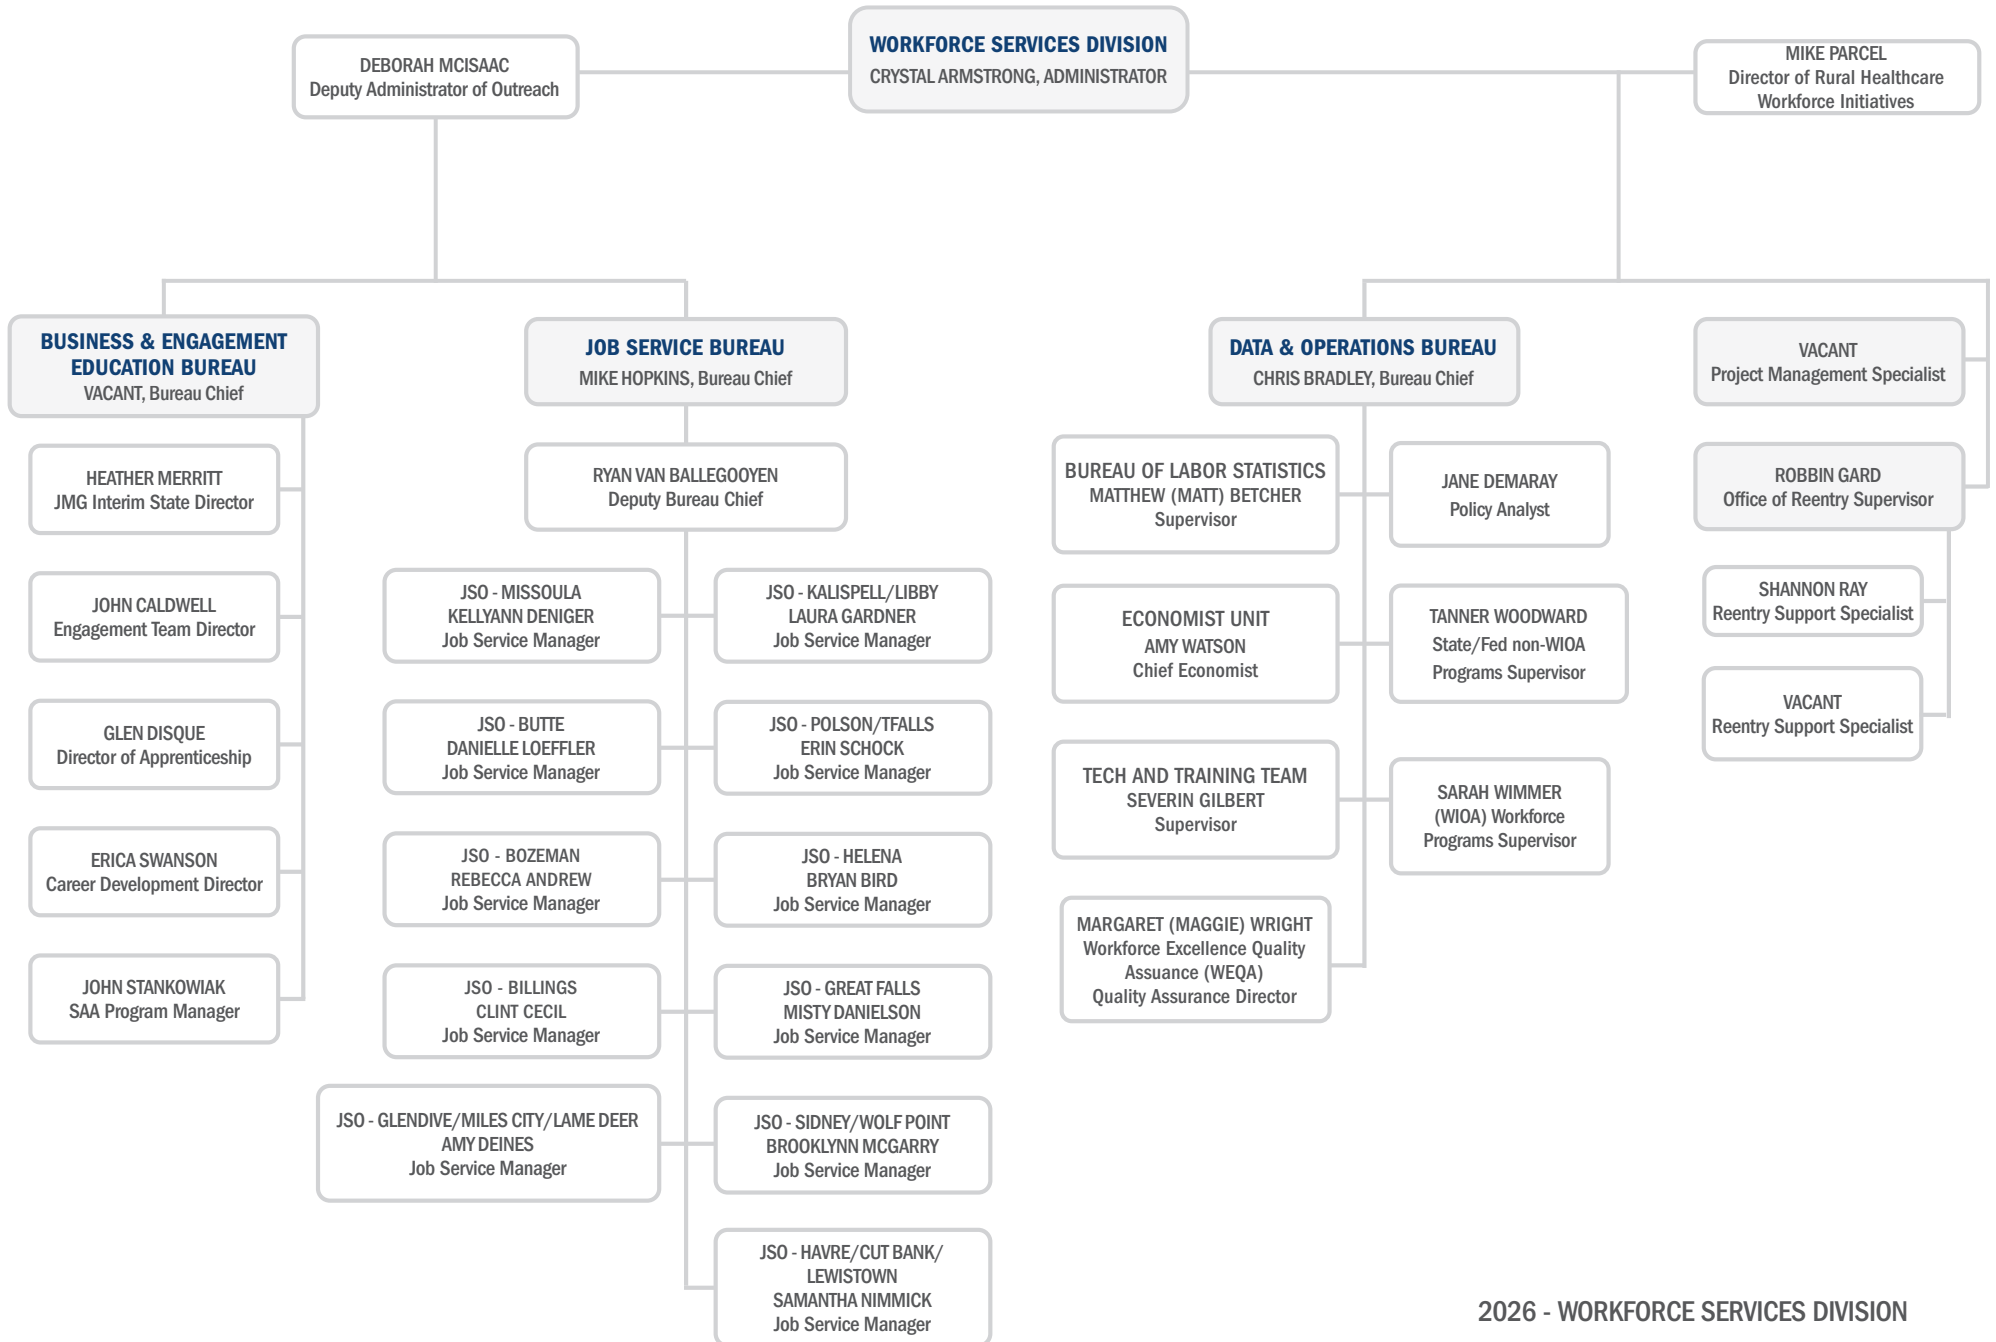 WORKFORCE SERVICES DIVISION
CRYSTAL ARMSTRONG, ADMINISTRATOR
DEBORAH MCISAAC
Deputy Administrator of Outreach
MIKE PARCEL
Director of Rural Healthcare
Workforce Initiatives
BUSINESS & ENGAGEMENT
EDUCATION BUREAU
VACANT, Bureau Chief
HEATHER MERRITT
JMG Interim State Director
JOHN CALDWELL
Engagement Team Director
GLEN DISQUE
Director of Apprenticeship
ERICA SWANSON
Career Development Director
JOHN STANKOWIAK
SAA Program Manager
JOB SERVICE BUREAU
MIKE HOPKINS, Bureau Chief
RYAN VAN BALLEGOOYEN
Deputy Bureau Chief
JSO - MISSOULA
KELLYANN DENIGER
Job Service Manager
JSO - KALISPELL/LIBBY
LAURA GARDNER
Job Service Manager
JSO - BUTTE
DANIELLE LOEFFLER
Job Service Manager
JSO - POLSON/TFALLS
ERIN SCHOCK
Job Service Manager
JSO - BOZEMAN
REBECCA ANDREW
Job Service Manager
JSO - HELENA
BRYAN BIRD
Job Service Manager
JSO - BILLINGS
CLINT CECIL
Job Service Manager
JSO - GREAT FALLS
MISTY DANIELSON
Job Service Manager
JSO - GLENDIVE/MILES CITY/LAME DEER
AMY DEINES
Job Service Manager
JSO - SIDNEY/WOLF POINT
BROOKLYNN MCGARRY
Job Service Manager
JSO - HAVRE/CUT BANK/
LEWISTOWN
SAMANTHA NIMMICK
Job Service Manager
DATA & OPERATIONS BUREAU
CHRIS BRADLEY, Bureau Chief
BUREAU OF LABOR STATISTICS
MATTHEW (MATT) BETCHER
Supervisor
JANE DEMARAY
Policy Analyst
ECONOMIST UNIT
AMY WATSON
Chief Economist
TANNER WOODWARD
State/Fed non-WIOA
Programs Supervisor
TECH AND TRAINING TEAM
SEVERIN GILBERT
Supervisor
SARAH WIMMER
(WIOA) Workforce
Programs Supervisor
MARGARET (MAGGIE) WRIGHT
Workforce Excellence Quality
Assuance (WEQA)
Quality Assurance Director
VACANT
Project Management Specialist
ROBBIN GARD
Office of Reentry Supervisor
SHANNON RAY
Reentry Support Specialist
VACANT
Reentry Support Specialist
2026 - WORKFORCE SERVICES DIVISION